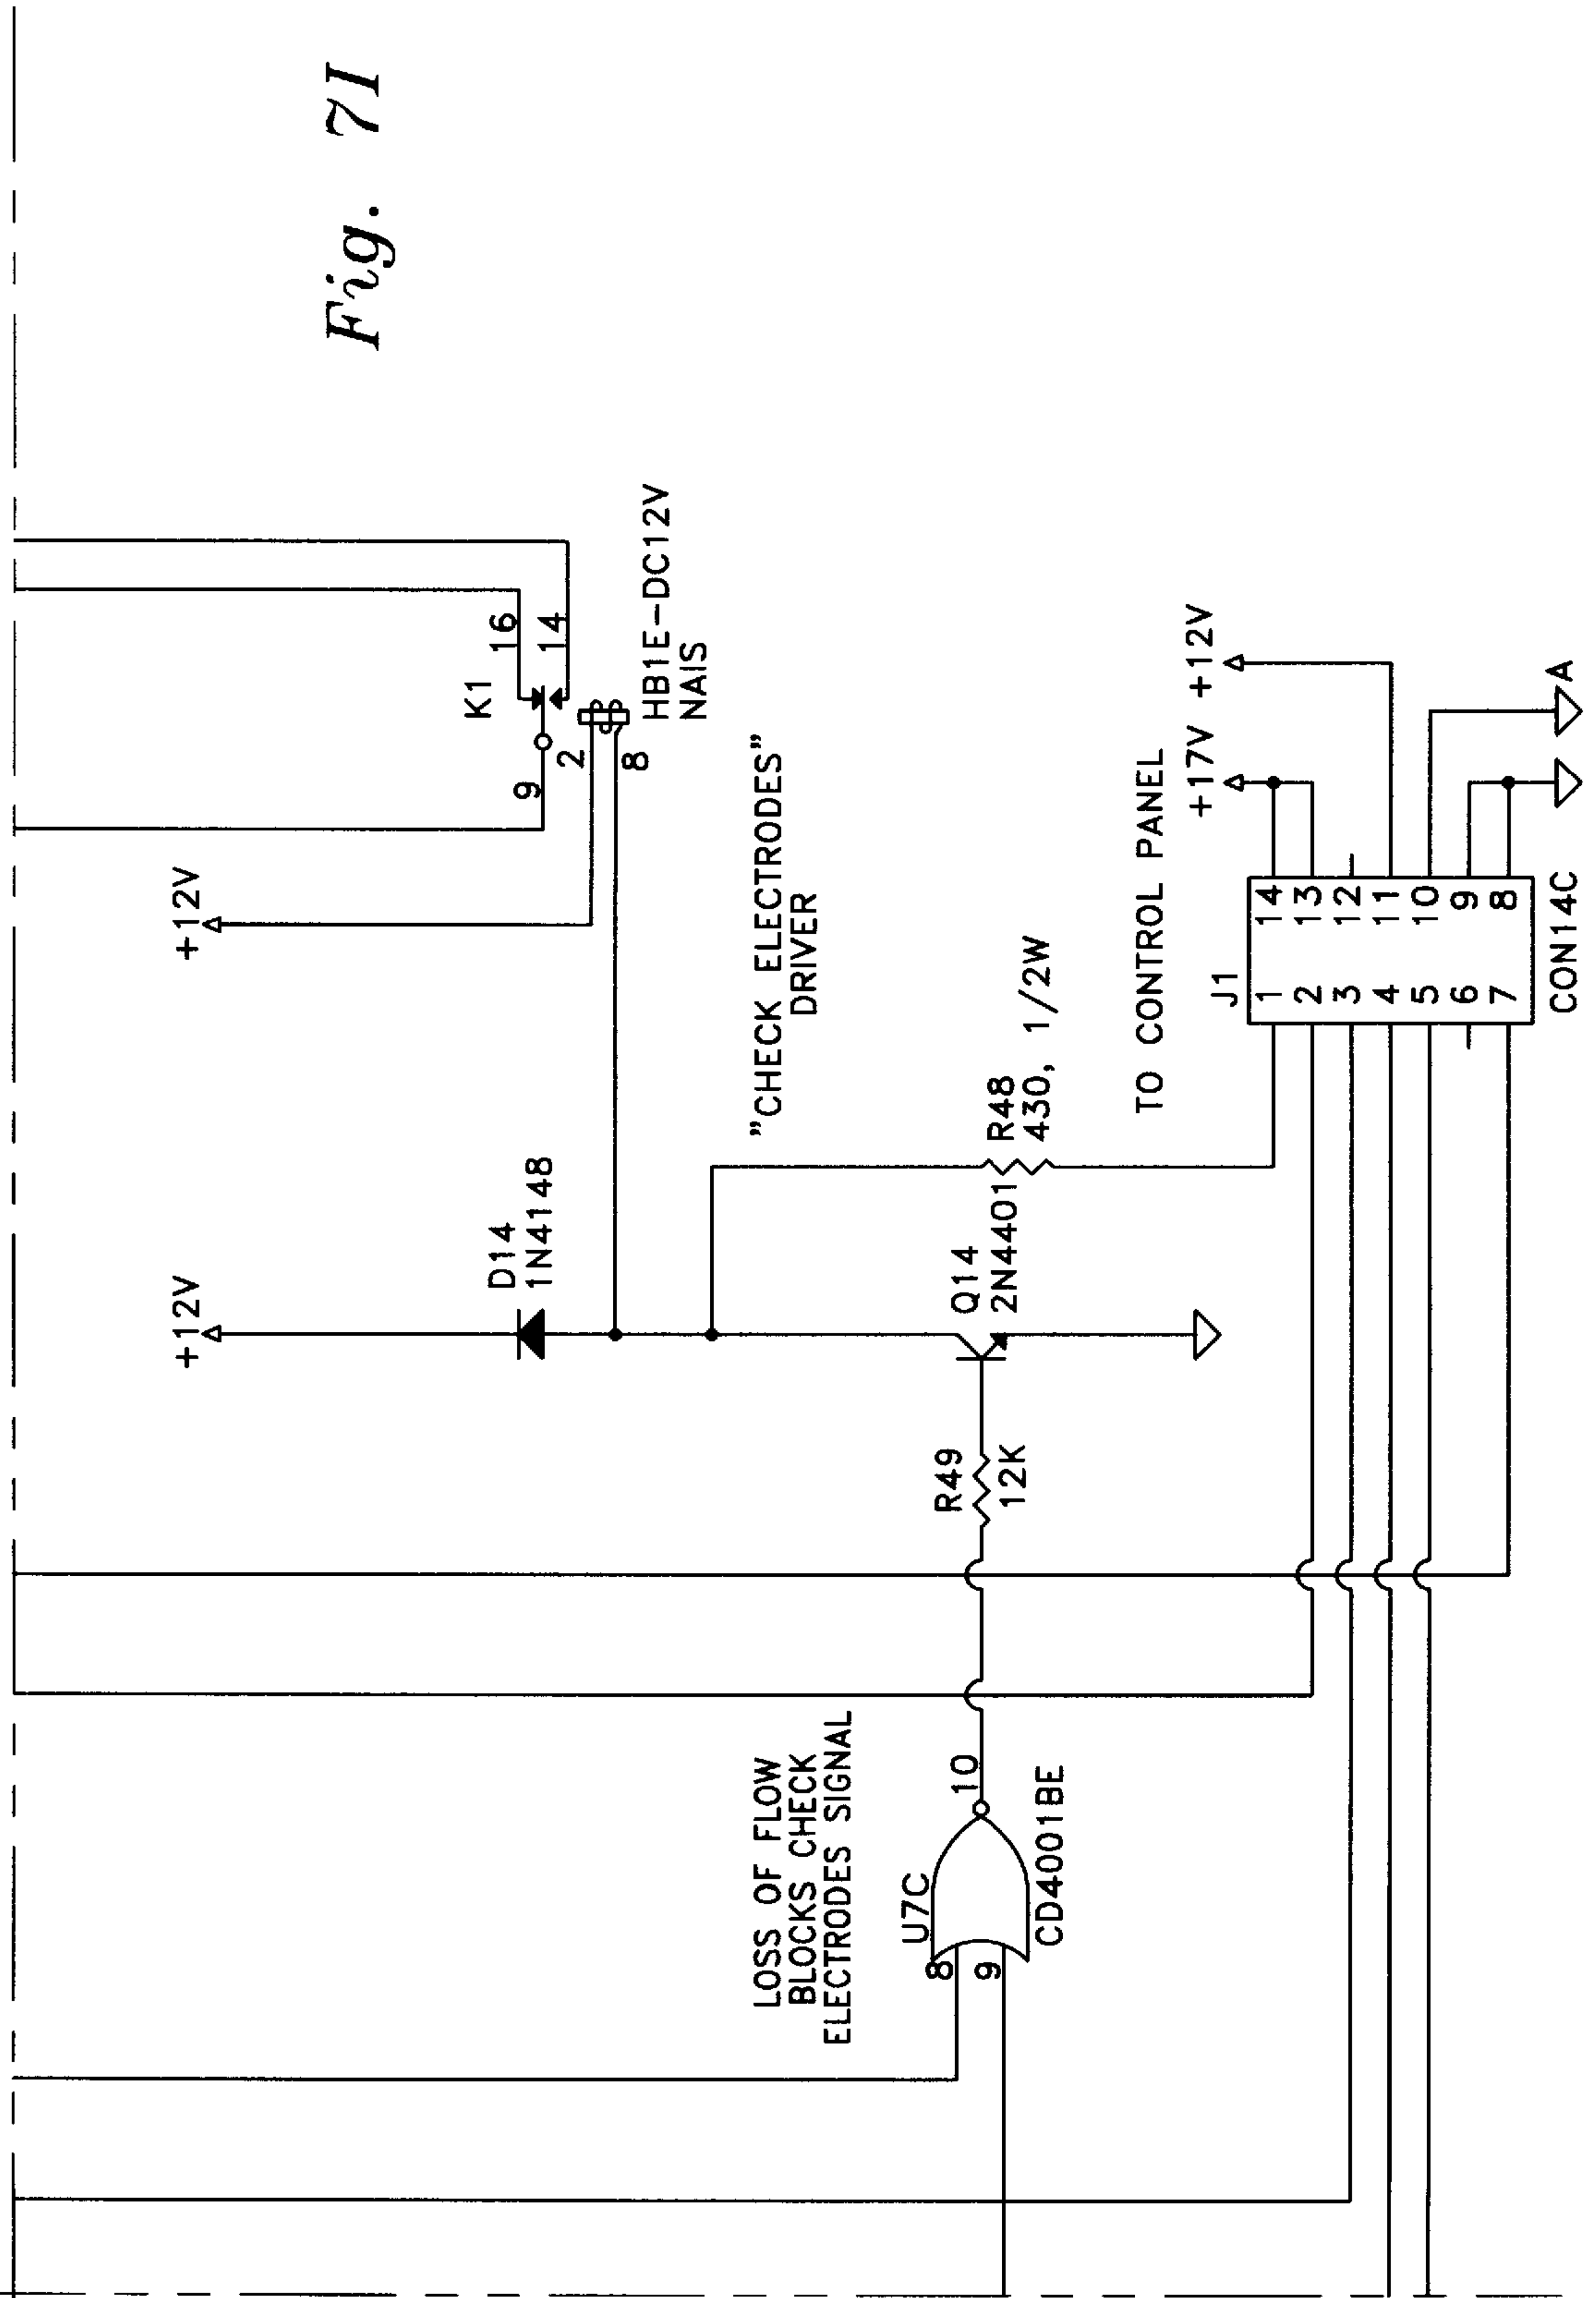 Fig. 7I
+12V
+12V
K1
16
14
9
2
8
HB1E-DC12V
NAIS
D14
1N4148
"CHECK ELECTRODES"
DRIVER
LOSS OF FLOW
BLOCKS CHECK
ELECTRODES SIGNAL
U7C
8
9
10
CD4001BE
R49
12K
Q14
2N4401
R48
430, 1/2W
TO CONTROL PANEL
+17V +12V
J1
1 14
2 13
3 12
4 11
5 10
6 9
7 8
CON14C
A